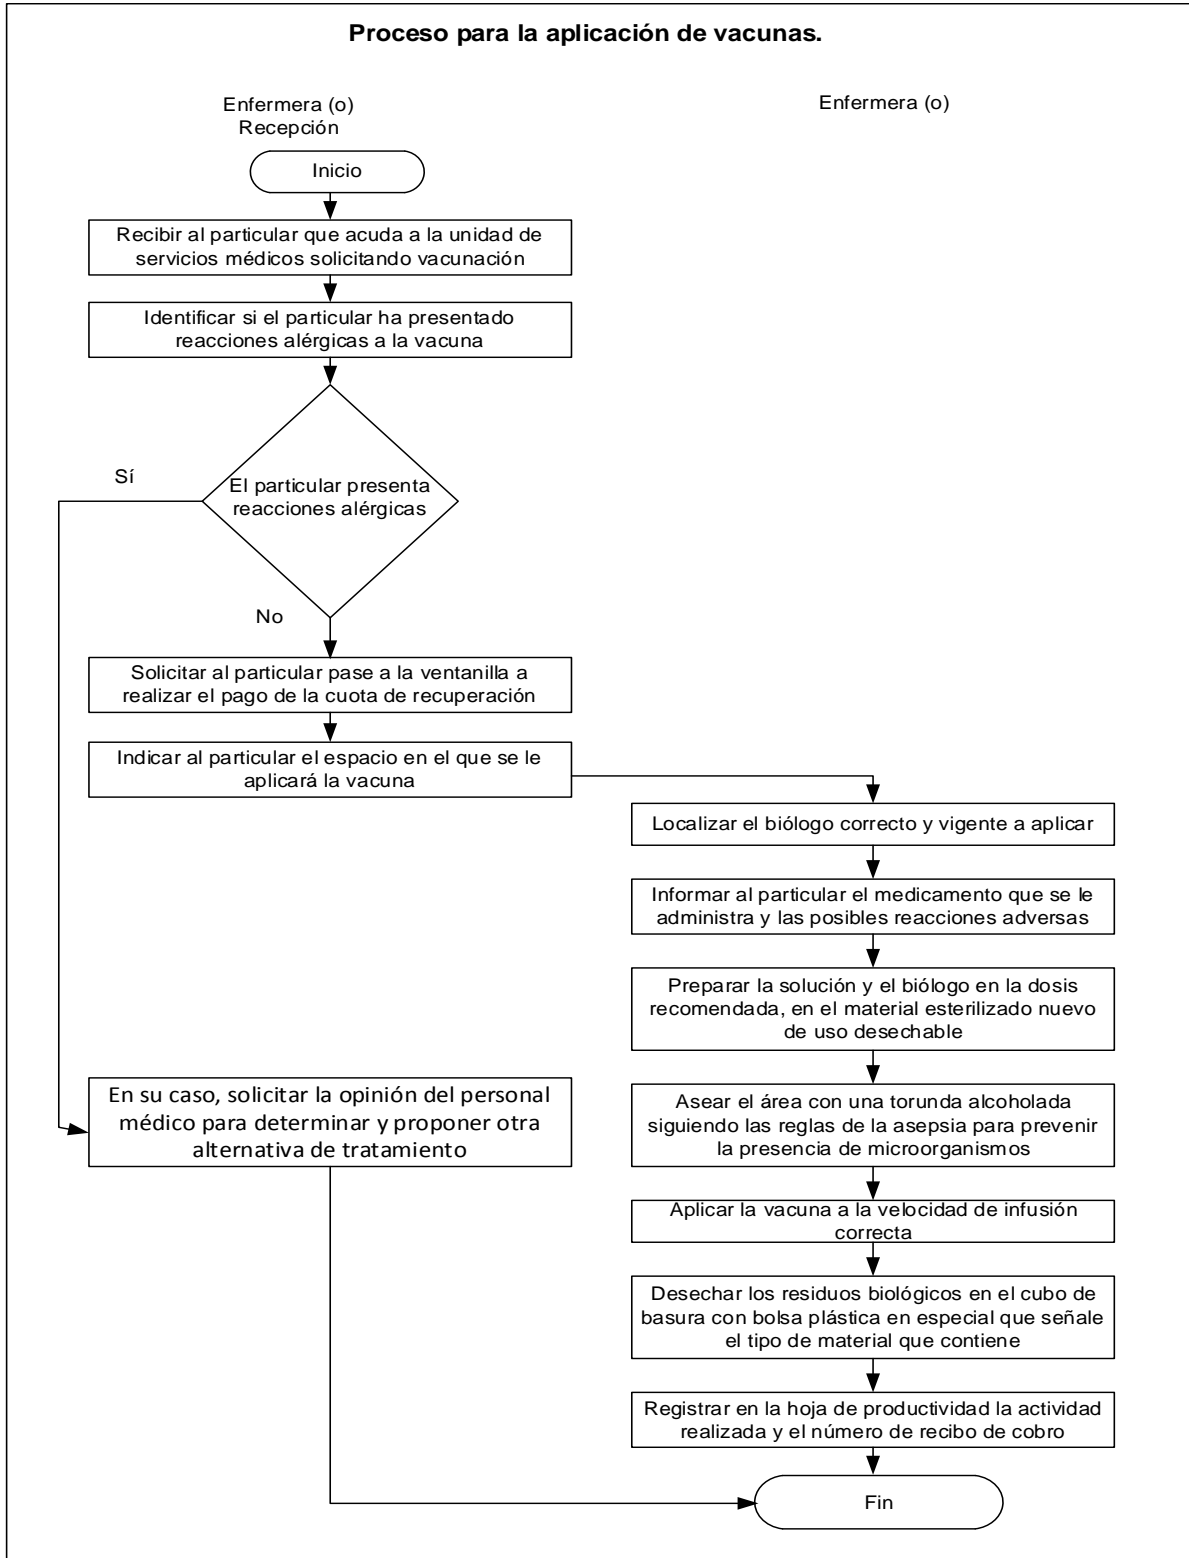 Proceso para la aplicación de vacunas.
Enfermera (o)
Recepción
Enfermera (o)
Inicio
Recibir al particular que acuda a la unidad de
servicios médicos solicitando vacunación
Identificar si el particular ha presentado
reacciones alérgicas a la vacuna
El particular presenta
reacciones alérgicas
Sí
No
Solicitar al particular pase a la ventanilla a
realizar el pago de la cuota de recuperación
Indicar al particular el espacio en el que se le
aplicará la vacuna
Localizar el biólogo correcto y vigente a aplicar
Informar al particular el medicamento que se le
administra y las posibles reacciones adversas
Preparar la solución y el biólogo en la dosis
recomendada, en el material esterilizado nuevo
de uso desechable
En su caso, solicitar la opinión del personal
médico para determinar y proponer otra
alternativa de tratamiento
Asear el área con una torunda alcoholada
siguiendo las reglas de la asepsia para prevenir
la presencia de microorganismos
Aplicar la vacuna a la velocidad de infusión
correcta
Desechar los residuos biológicos en el cubo de
basura con bolsa plástica en especial que señale
el tipo de material que contiene
Registrar en la hoja de productividad la actividad
realizada y el número de recibo de cobro
Fin